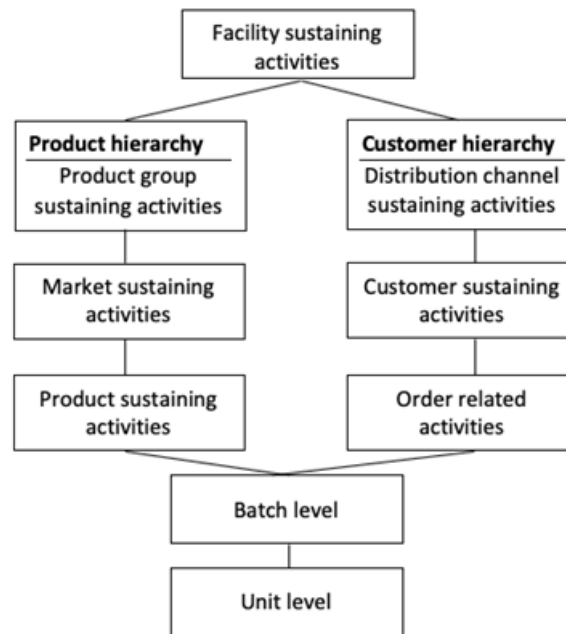 Facility sustaining
activities
Product hierarchy
Product group
sustaining activities
Customer hierarchy
Distribution channel
sustaining activities
Market sustaining
activities
Customer sustaining
activities
Product sustaining
activities
Order related
activities
Batch level
Unit level